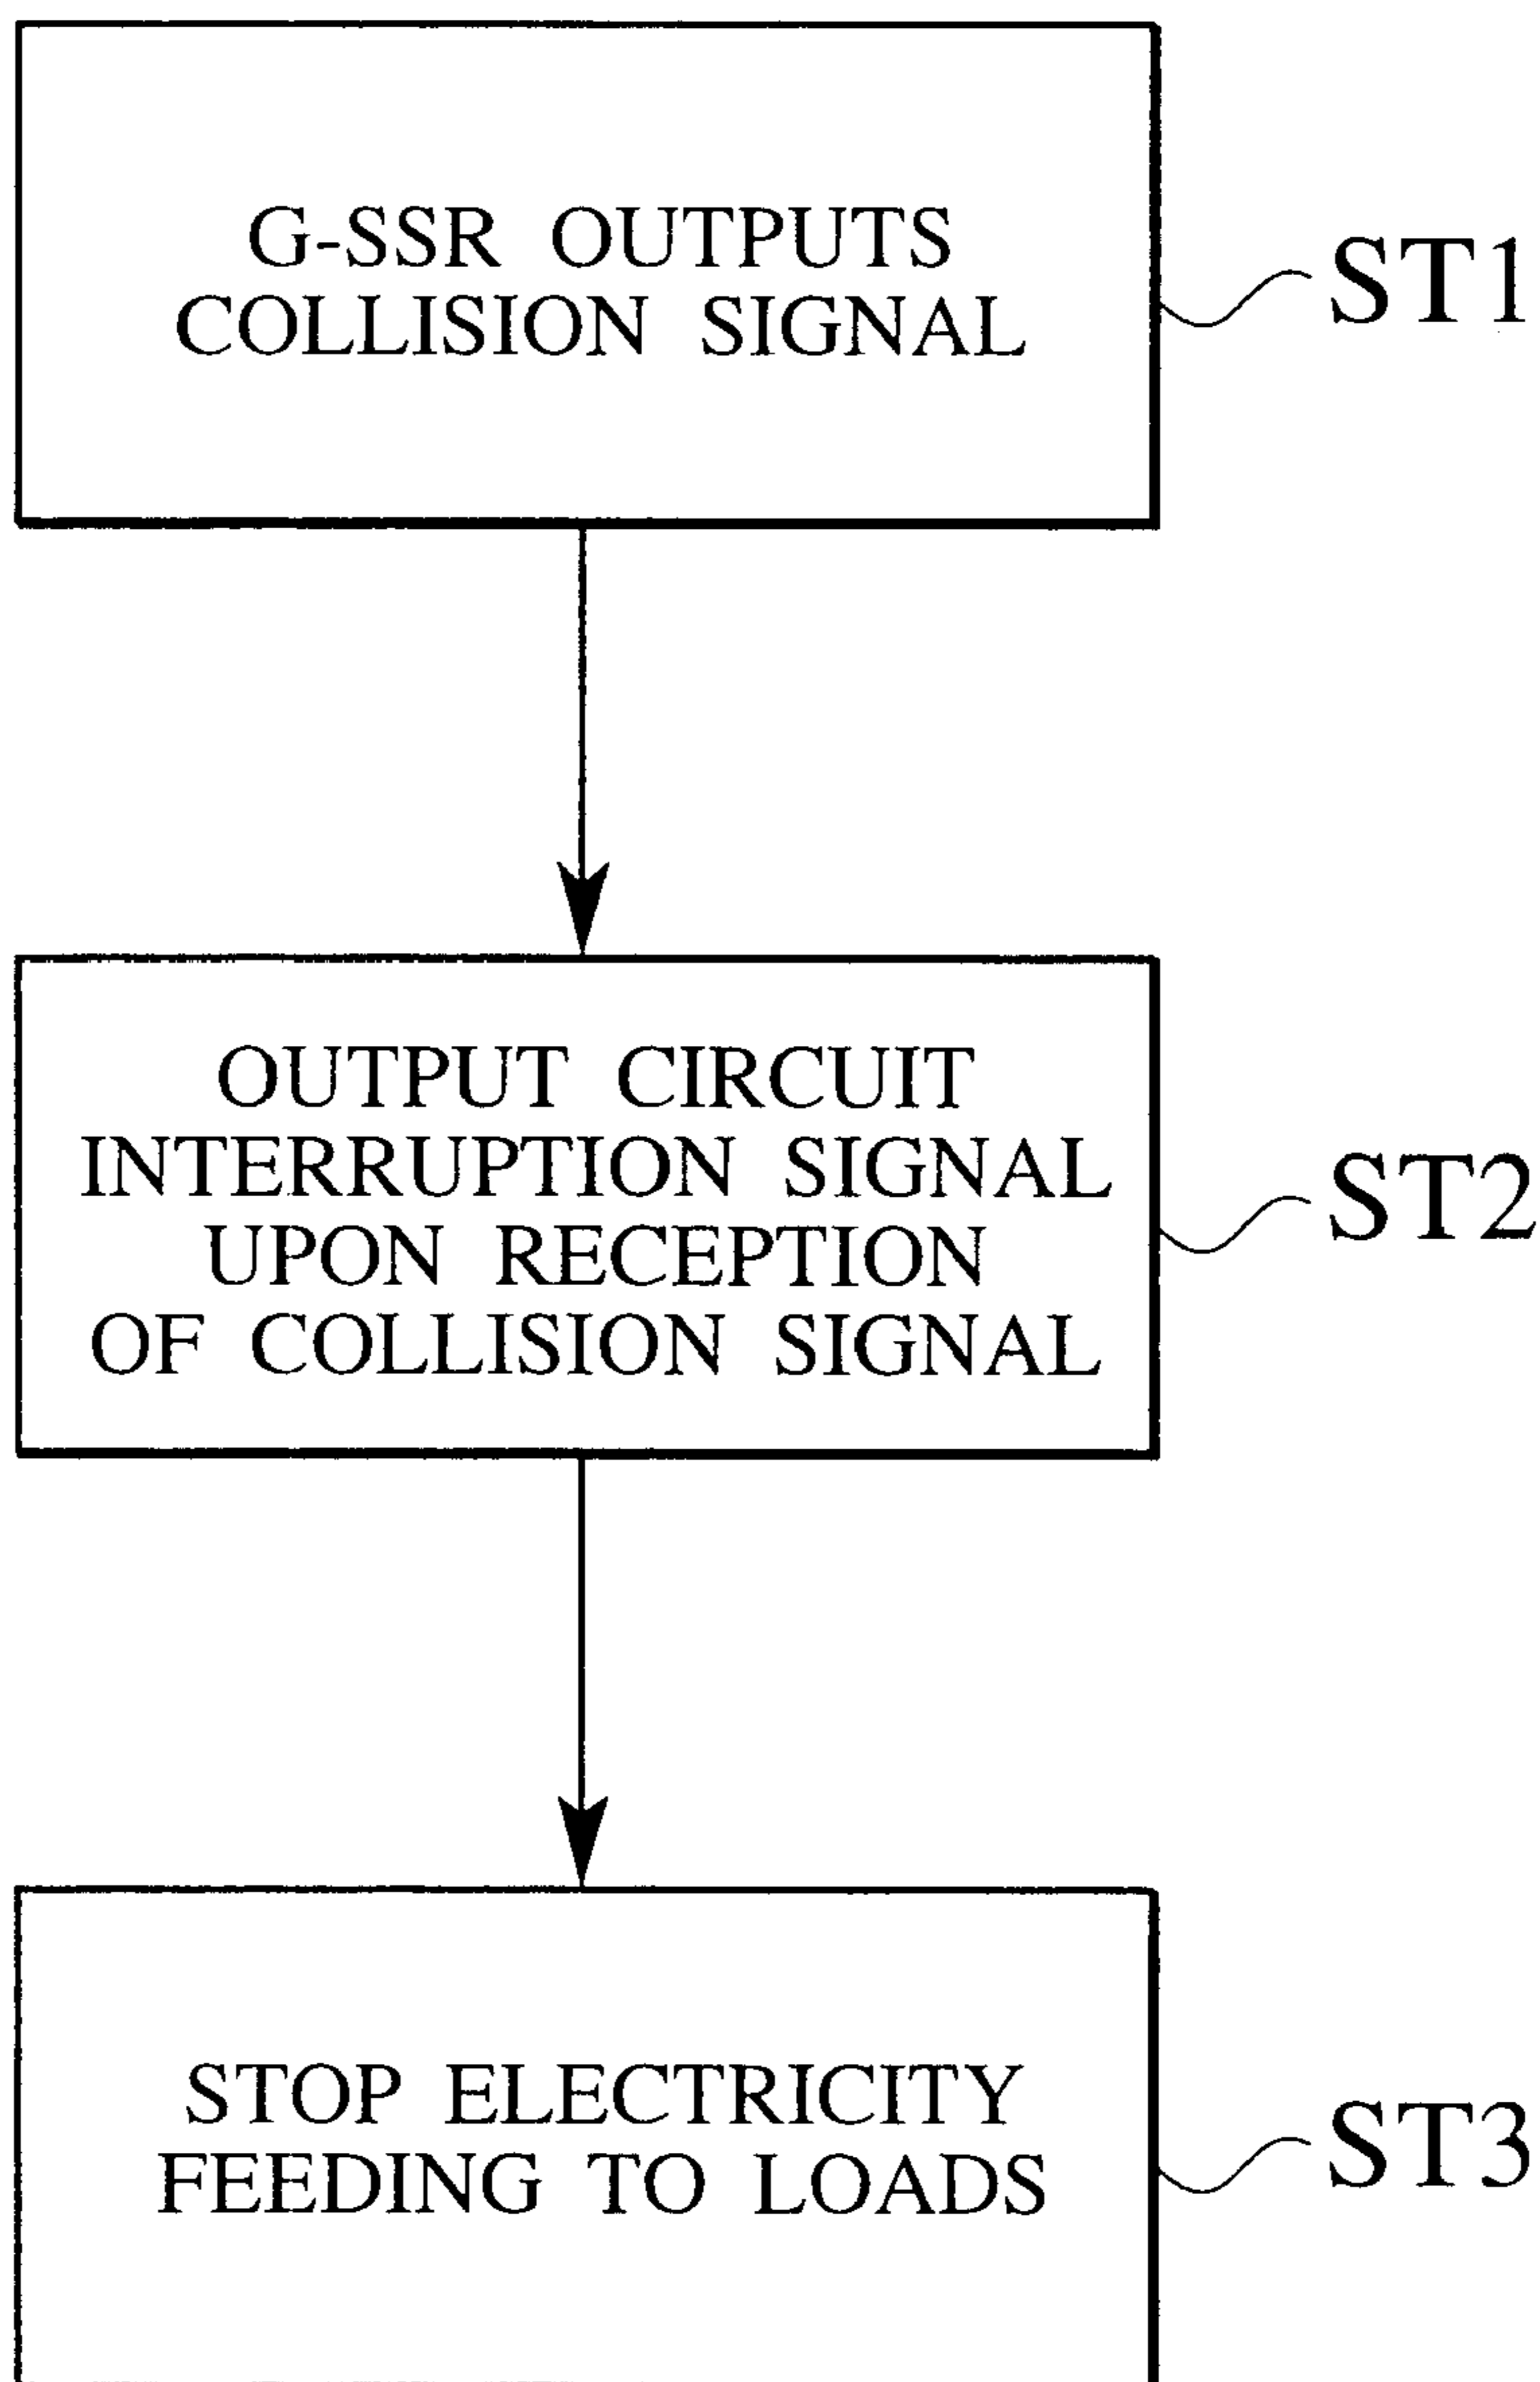 G-SSR OUTPUTS
COLLISION SIGNAL
ST1
OUTPUT CIRCUIT
INTERRUPTION SIGNAL
UPON RECEPTION
OF COLLISION SIGNAL
ST2
STOP ELECTRICITY
FEEDING TO LOADS
ST3